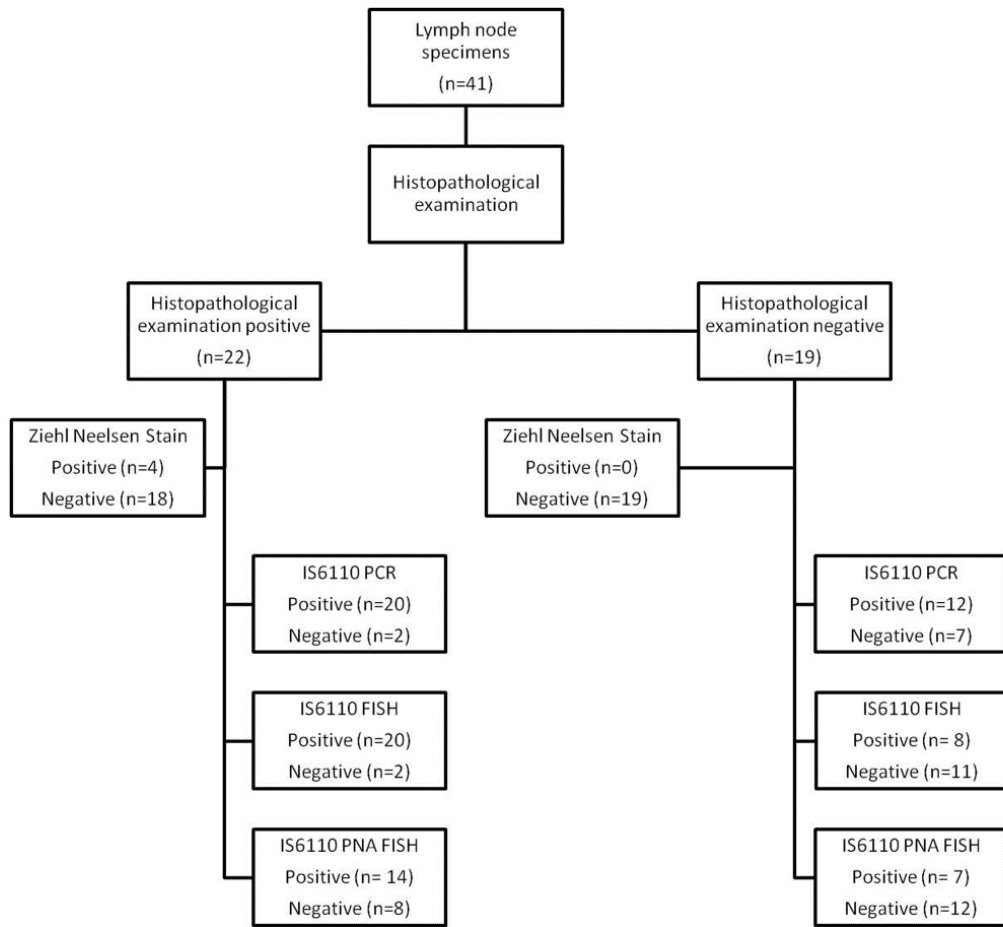 Lymph node
specimens
(n=41)
Histopathological
examination
Histopathological
examination positive
(n=22)
Histopathological
examination negative
(n=19)
Ziehl Neelsen Stain
Positive (n=4)
Negative (n=18)
Ziehl Neelsen Stain
Positive (n=0)
Negative (n=19)
IS6110 PCR
Positive (n=20)
Negative (n=2)
IS6110 PCR
Positive (n=12)
Negative (n=7)
IS6110 FISH
Positive (n=20)
Negative (n=2)
IS6110 FISH
Positive (n= 8)
Negative (n=11)
IS6110 PNA FISH
Positive (n= 14)
Negative (n=8)
IS6110 PNA FISH
Positive (n= 7)
Negative (n=12)